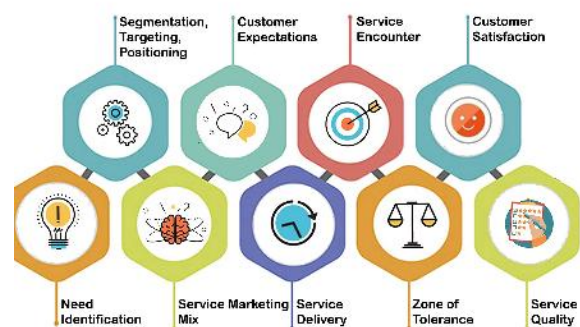 Segmentation,
Targeting,
Positioning
Customer
Expectations
Service
Encounter
Customer
Satisfaction
Need
Identification
Service Marketing
Mix
Service
Delivery
Zone of
Tolerance
Service
Quality